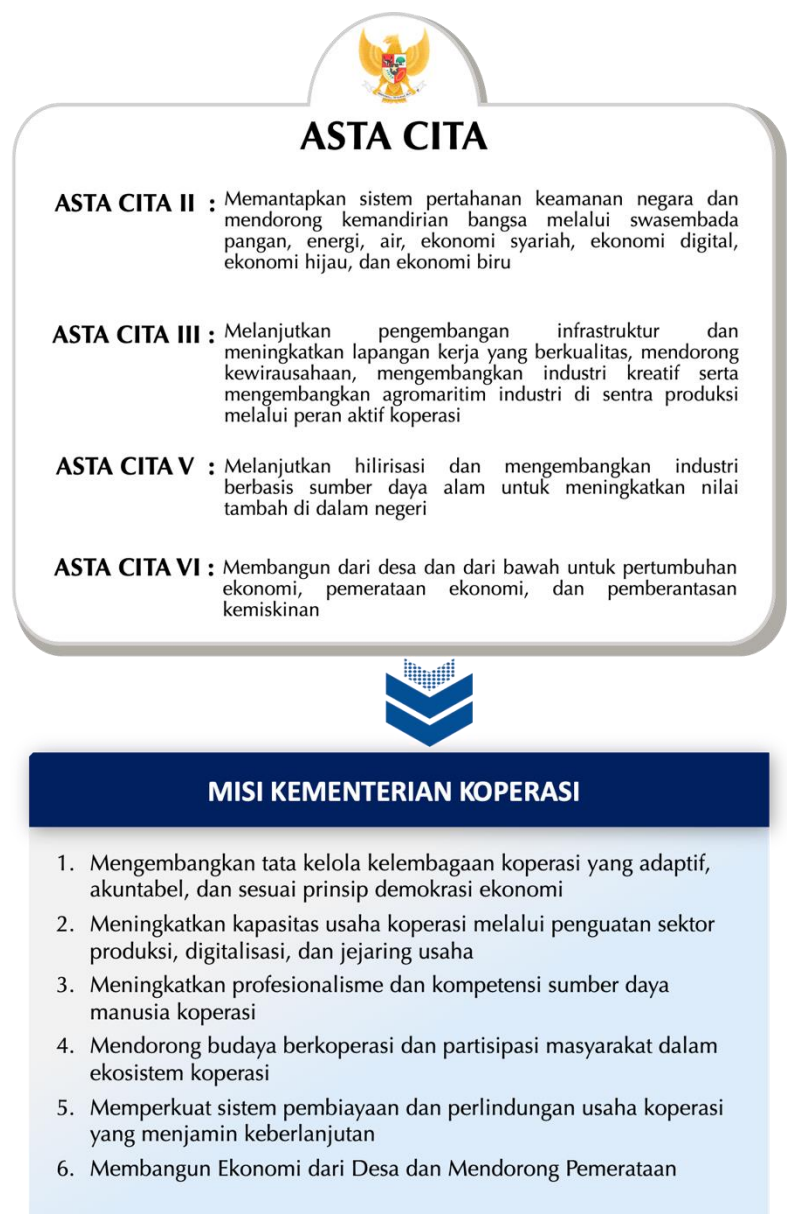 ASTA CITA
ASTA CITA II : Memantapkan sistem pertahanan keamanan negara dan
mendorong kemandirian bangsa melalui swasembada
pangan, energi, air, ekonomi syariah, ekonomi digital,
ekonomi hijau, dan ekonomi biru
ASTA CITA III : Melanjutkan pengembangan infrastruktur dan
meningkatkan lapangan kerja yang berkualitas, mendorong
kewirausahaan, mengembangkan industri kreatif serta
mengembangkan agromaritim industri di sentra produksi
melalui peran aktif koperasi
ASTA CITA V : Melanjutkan hilirisasi dan mengembangkan industri
berbasis sumber daya alam untuk meningkatkan nilai
tambah di dalam negeri
ASTA CITA VI : Membangun dari desa dan dari bawah untuk pertumbuhan
ekonomi, pemerataan ekonomi, dan pemberantasan
kemiskinan
MISI KEMENTERIAN KOPERASI
1. Mengembangkan tata kelola kelembagaan koperasi yang adaptif,
akuntabel, dan sesuai prinsip demokrasi ekonomi
2. Meningkatkan kapasitas usaha koperasi melalui penguatan sektor
produksi, digitalisasi, dan jejaring usaha
3. Meningkatkan profesionalisme dan kompetensi sumber daya
manusia koperasi
4. Mendorong budaya berkoperasi dan partisipasi masyarakat dalam
ekosistem koperasi
5. Memperkuat sistem pembiayaan dan perlindungan usaha koperasi
yang menjamin keberlanjutan
6. Membangun Ekonomi dari Desa dan Mendorong Pemerataan